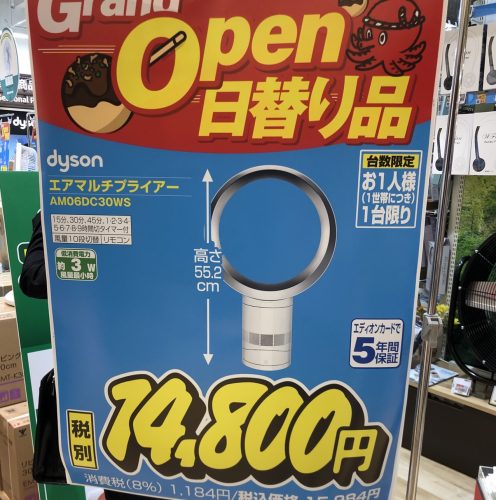 Grand
Open
日替り品
dyson
エアマルチプライアー
AM06DC30WS
15分、30分、45分、1・2・3・4・
5・6・7・8・9時間切タイマー付
風量10段切替 リモコン
低消費電力
約3W
風量最小時
高さ
55.2
cm
台数限定
お1人様
(1世帯につき)
1台限り
エディオンカードで
5年間
保証
税別
14,800円
消費税(8%) 1,184円/税込価格 15,984円